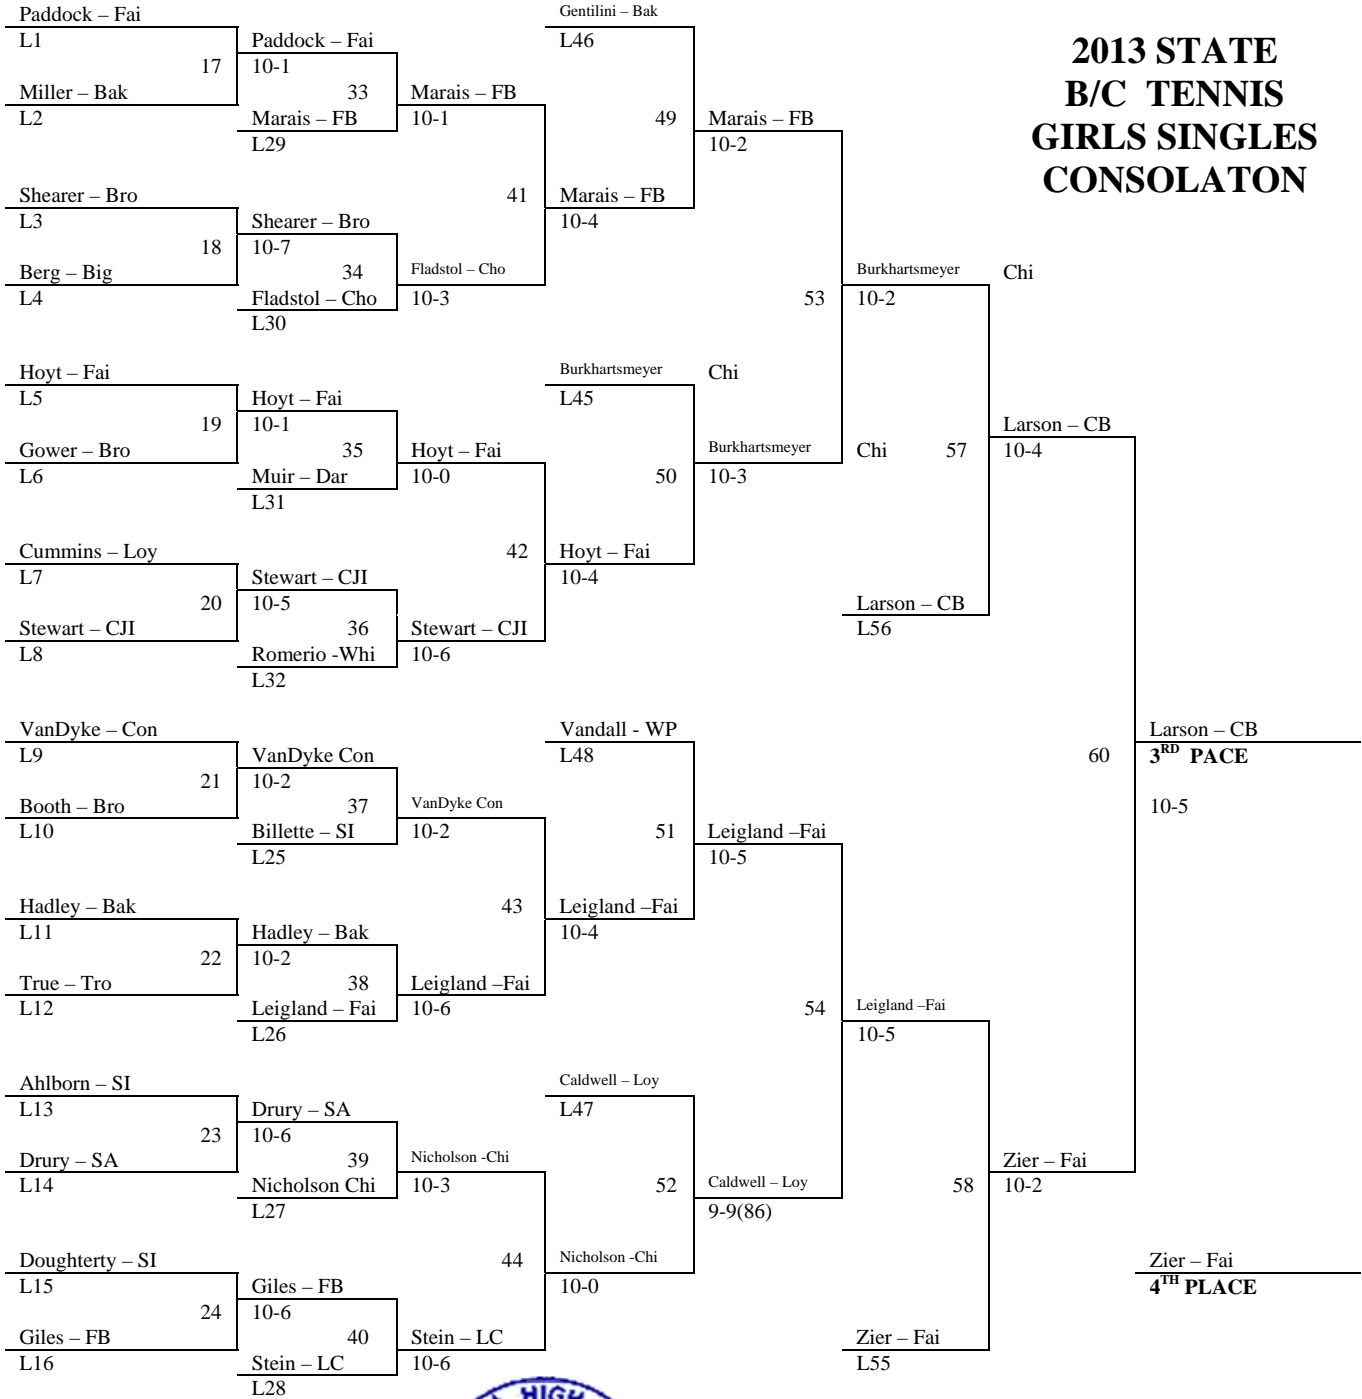 Paddock – Fai
L1
17
Miller – Bak
L2
Shearer – Bro
L3
18
Berg – Big
L4
Hoyt – Fai
L5
19
Gower – Bro
L6
Cummins – Loy
L7
20
Stewart – CJI
L8
VanDyke – Con
L9
21
Booth – Bro
L10
Hadley – Bak
L11
22
True – Tro
L12
Ahlborn – SI
L13
23
Drury – SA
L14
Doughterty – SI
L15
24
Giles – FB
L16
Paddock – Fai
10-1
33
Marais – FB
L29
Shearer – Bro
10-7
34
Fladstol – Cho
L30
Hoyt – Fai
10-1
35
Muir – Dar
L31
Stewart – CJI
10-5
36
Romerio -Whi
L32
VanDyke Con
10-2
37
Billette – SI
L25
Hadley – Bak
10-2
38
Leigland – Fai
L26
Drury – SA
10-6
39
Nicholson Chi
L27
Giles – FB
10-6
40
Stein – LC
L28
Marais – FB
10-1
41
Fladstol – Cho
10-3
Hoyt – Fai
10-0
42
Stewart – CJI
10-6
VanDyke Con
10-2
43
Leigland –Fai
10-6
Nicholson -Chi
10-3
44
Stein – LC
10-6
Gentilini – Bak
L46
49
Marais – FB
10-4
Burkhartsmeyer Chi
L45
50
Hoyt – Fai
10-4
Vandall - WP
L48
51
Leigland –Fai
10-4
Caldwell – Loy
L47
52
Nicholson -Chi
10-0
Marais – FB
10-2
53
Burkhartsmeyer Chi
10-3
Leigland –Fai
10-5
54
Caldwell – Loy
9-9(86)
Burkhartsmeyer Chi
10-2
57
Larson – CB
L56
Leigland –Fai
10-5
58
Zier – Fai
L55
Larson – CB
10-4
60
Zier – Fai
10-2
Larson – CB
3RD PACE
10-5
Zier – Fai
4TH PLACE
2013 STATE
B/C TENNIS
GIRLS SINGLES
CONSOLATON
HIGH